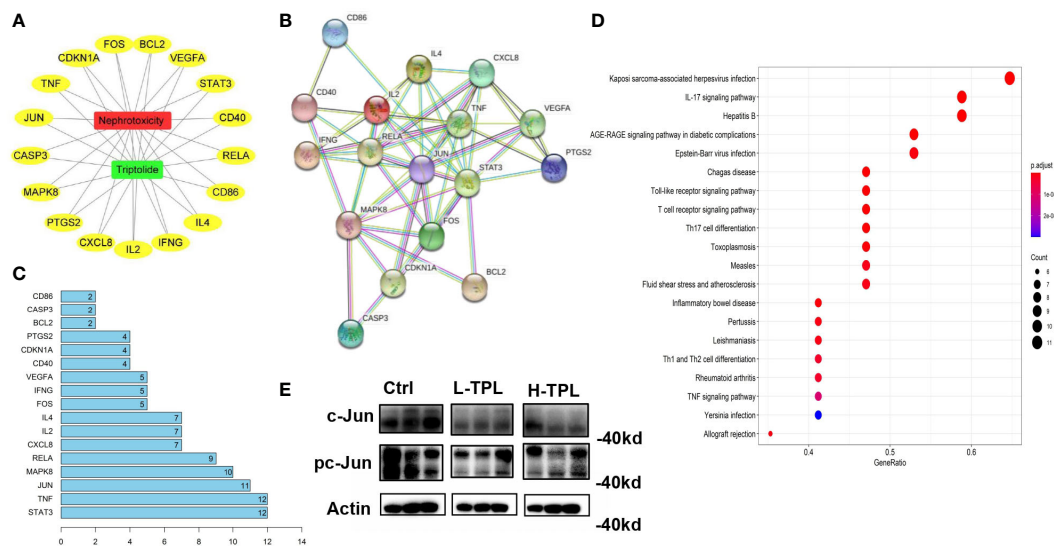 A
FOS
BCL2
CDKN1A
VEGFA
TNF
STAT3
JUN
Nephrotoxicity
CD40
CASP3
Triptolide
RELA
MAPK8
CD86
PTGS2
IL4
CXCL8
IL2
IFNG
B
CD86
IL4
CXCL8
CD40
IL2
TNF
VEGFA
IFNG
RELA
JUN
PTGS2
STAT3
MAPK8
FOS
CDKN1A
BCL2
CASP3
C
CD86 2
CASP3 2
BCL2 2
PTGS2 4
CDKN1A 4
CD40 4
VEGFA 5
IFNG 5
FOS 5
IL4 7
IL2 7
CXCL8 7
RELA 9
MAPK8 10
JUN 11
TNF 12
STAT3 12
0 2 4 6 8 10 12 14
D
Kaposi sarcoma-associated herpesvirus infection
IL-17 signaling pathway
Hepatitis B
AGE-RAGE signaling pathway in diabetic complications
Epstein-Barr virus infection
Chagas disease
Toll-like receptor signaling pathway
T cell receptor signaling pathway
Th17 cell differentiation
Toxoplasmosis
Measles
Fluid shear stress and atherosclerosis
Inflammatory bowel disease
Pertussis
Leishmaniasis
Th1 and Th2 cell differentiation
Rheumatoid arthritis
TNF signaling pathway
Yersinia infection
Allograft rejection
0.4 0.5 0.6
GeneRatio
p.adjust
1e-0
2e-0
Count
6
7
8
9
10
11
E
Ctrl L-TPL H-TPL
c-Jun
-40kd
pc-Jun
-40kd
Actin
-40kd